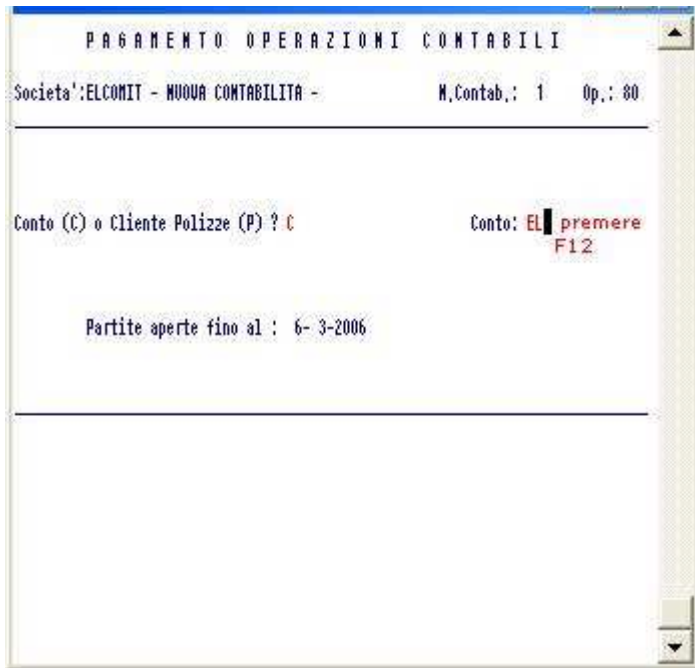 PAGAMENTO OPERAZIONI CONTABILI
Societa':ELCOMIT - NUOVA CONTABILITA - N.Contab.: 1 Op.: 80
Conto (C) o Cliente Polizze (P) ? C Conto: EL premere
F12
Partite aperte fino al : 6- 3-2006